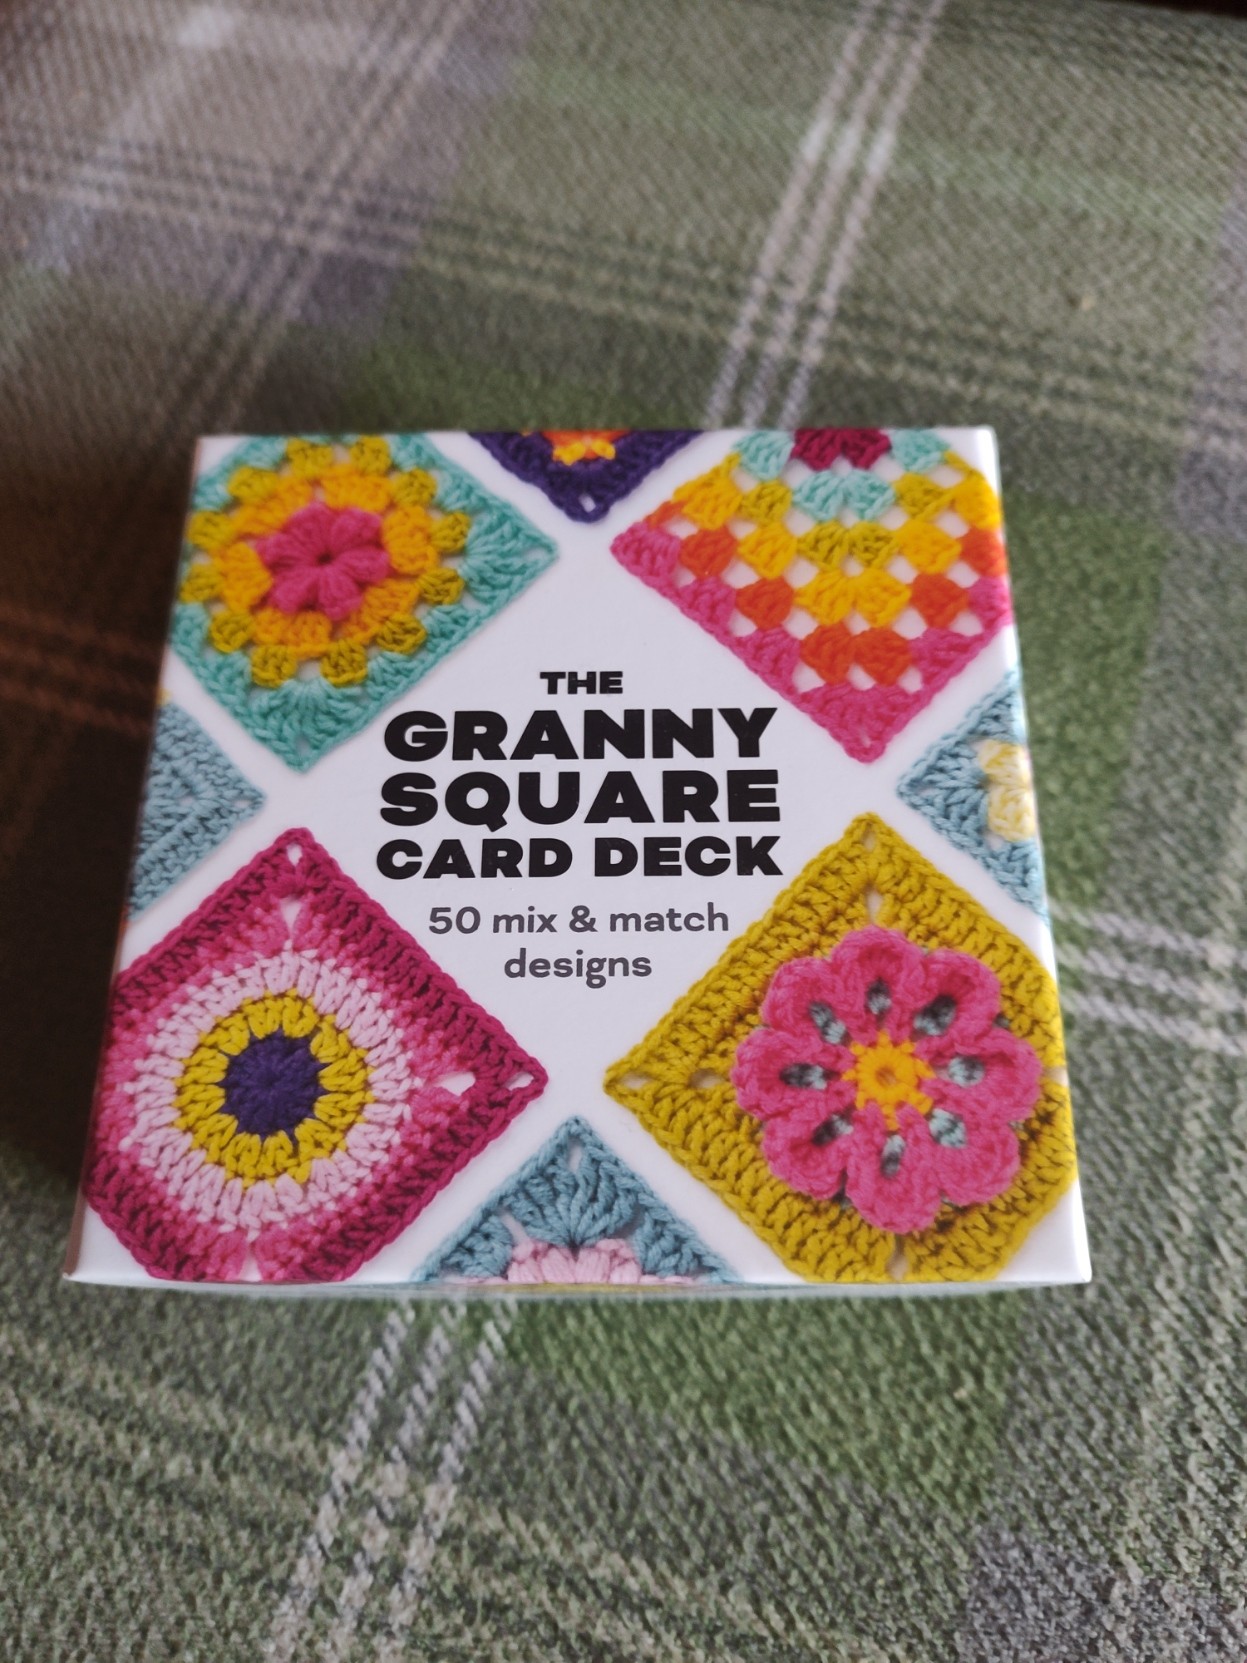 THE
GRANNY
SQUARE
CARD DECK
50 mix & match
designs